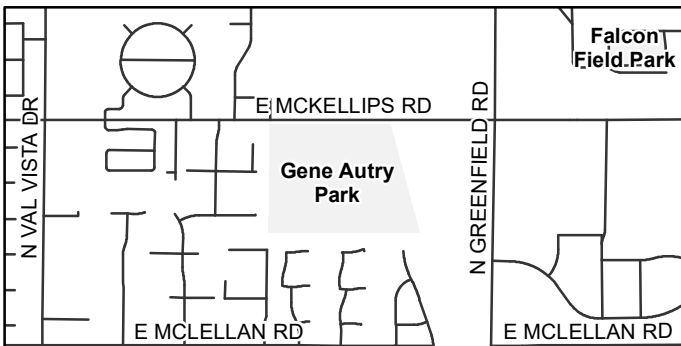 Falcon
Field Park
E MCKELLIPS RD
N VAL VISTA DR
N GREENFIELD RD
Gene Autry
Park
E MCLELLAN RD
E MCLELLAN RD